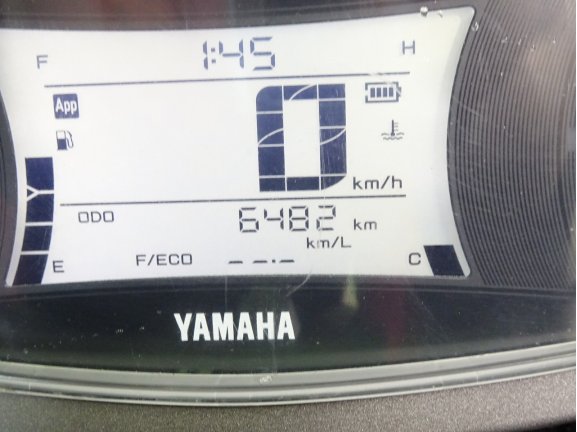 F 1:45 H
App
0 km/h
ODO 6482 km
km/L
E F/ECO --.- C
YAMAHA